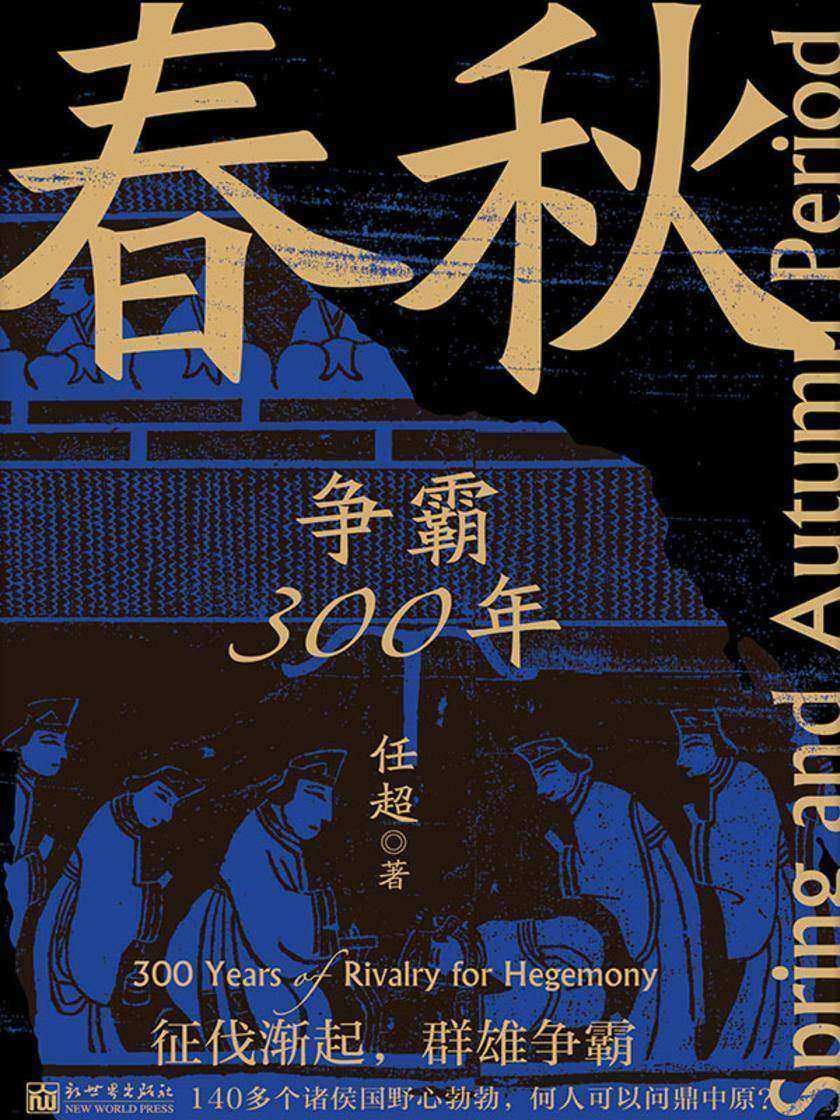 春秋
争霸
300年
任超◎著
300 Years of Rivalry for Hegemony
征伐渐起，群雄争霸
新世界出版社
NEW WORLD PRESS
140多个诸侯国野心勃勃，何人可以问鼎中原？
Spring and Autumn Period